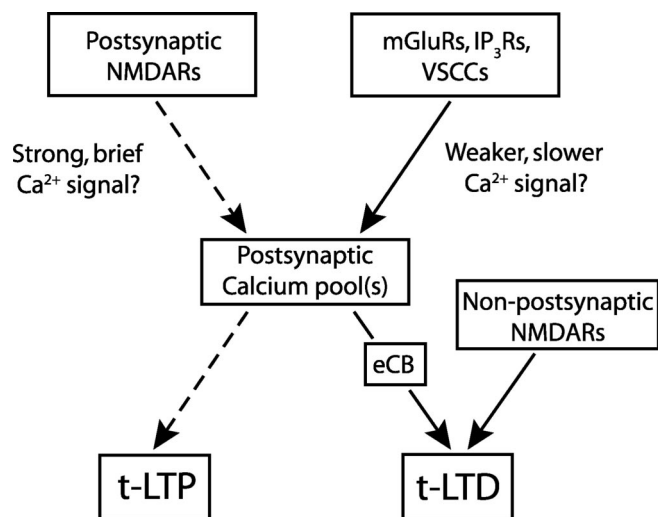 Postsynaptic
NMDARs
mGluRs, IP₃Rs,
VSCCs
Strong, brief
Ca²⁺ signal?
Weaker, slower
Ca²⁺ signal?
Postsynaptic
Calcium pool(s)
Non-postsynaptic
NMDARs
eCB
t-LTP
t-LTD